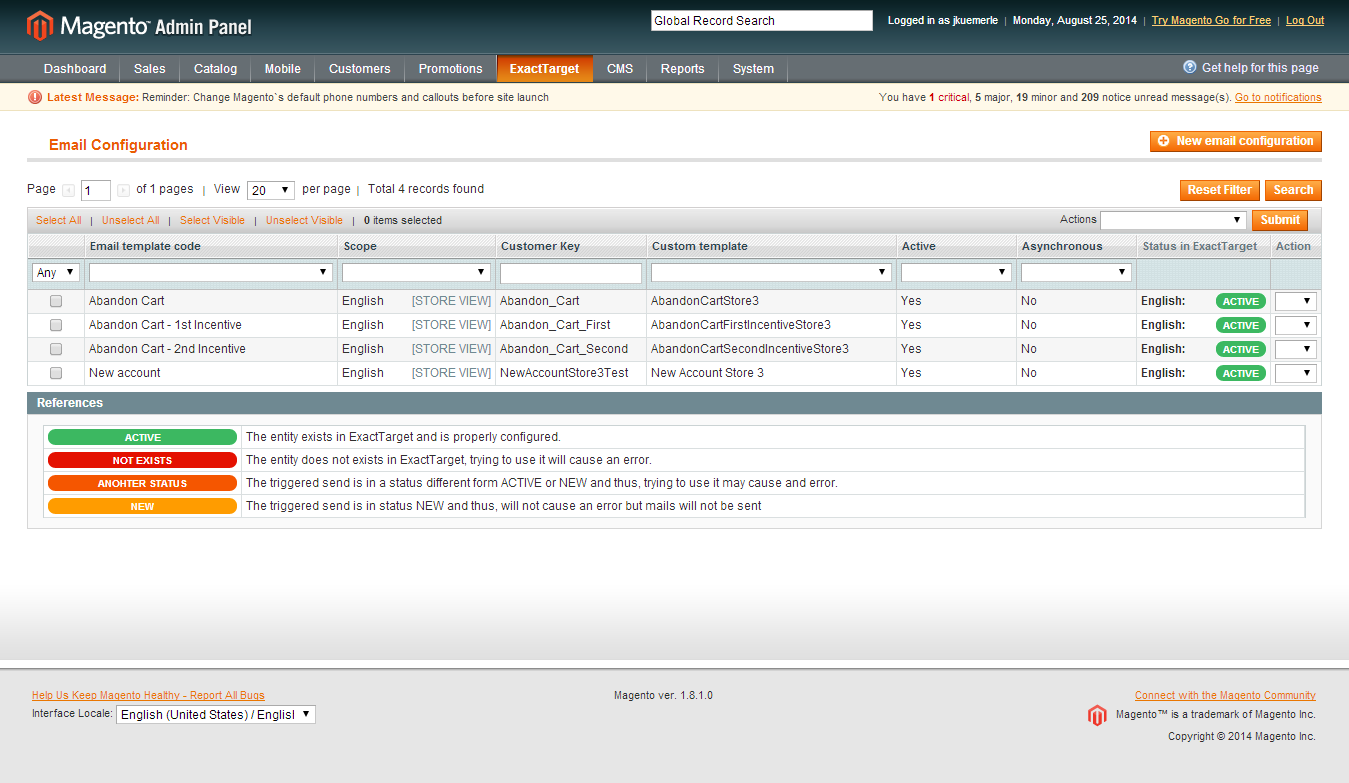 Magento™ Admin Panel
Global Record Search
Logged in as jkuemerle | Monday, August 25, 2014 | Try Magento Go for Free | Log Out
Dashboard Sales Catalog Mobile Customers Promotions ExactTarget CMS Reports System
Get help for this page
Latest Message: Reminder: Change Magento`s default phone numbers and callouts before site launch
You have 1 critical, 5 major, 19 minor and 209 notice unread message(s). Go to notifications
Email Configuration
New email configuration
Page 1 of 1 pages | View 20 per page | Total 4 records found
Reset Filter Search
Select All | Unselect All | Select Visible | Unselect Visible | 0 items selected
Actions Submit
Email template code Scope Customer Key Custom template Active Asynchronous Status in ExactTarget Action
Any
Abandon Cart English [STORE VIEW] Abandon_Cart AbandonCartStore3 Yes No English: ACTIVE
Abandon Cart - 1st Incentive English [STORE VIEW] Abandon_Cart_First AbandonCartFirstIncentiveStore3 Yes No English: ACTIVE
Abandon Cart - 2nd Incentive English [STORE VIEW] Abandon_Cart_Second AbandonCartSecondIncentiveStore3 Yes No English: ACTIVE
New account English [STORE VIEW] NewAccountStore3Test New Account Store 3 Yes No English: ACTIVE
References
ACTIVE The entity exists in ExactTarget and is properly configured.
NOT EXISTS The entity does not exists in ExactTarget, trying to use it will cause an error.
ANOHTER STATUS The triggered send is in a status different form ACTIVE or NEW and thus, trying to use it may cause and error.
NEW The triggered send is in status NEW and thus, will not cause an error but mails will not be sent
Help Us Keep Magento Healthy - Report All Bugs
Interface Locale: English (United States) / Englisl
Magento ver. 1.8.1.0
Connect with the Magento Community
Magento™ is a trademark of Magento Inc.
Copyright © 2014 Magento Inc.